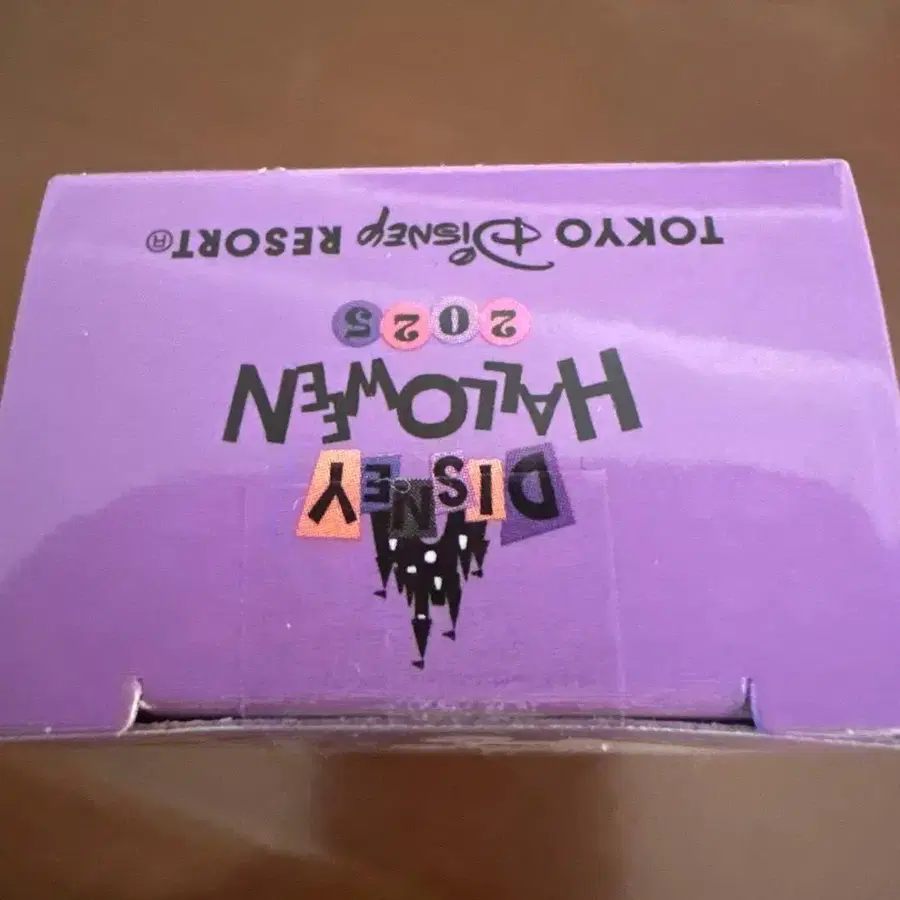 DISNEY
HALLOWEEN
2025
TOKYO DISNEY RESORT®